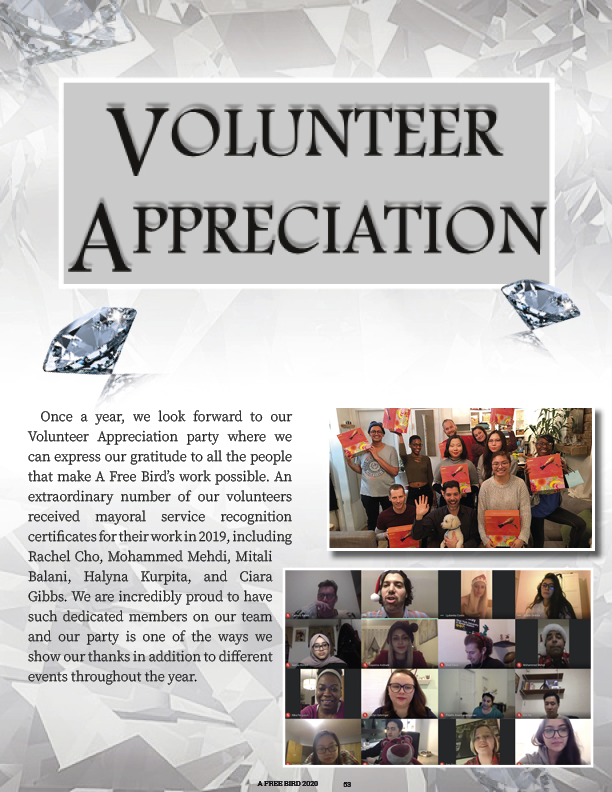 VOLUNTEER
APPRECIATION
Once a year, we look forward to our
Volunteer Appreciation party where we
can express our gratitude to all the people
that make A Free Bird's work possible. An
extraordinary number of our volunteers
received mayoral service recognition
certificates for their work in 2019, including
Rachel Cho, Mohammed Mehdi, Mitali
Balani, Halyna Kurpita, and Ciara
Gibbs. We are incredibly proud to have
such dedicated members on our team
and our party is one of the ways we
show our thanks in addition to different
events throughout the year.
A FREE BIRD 2020 53